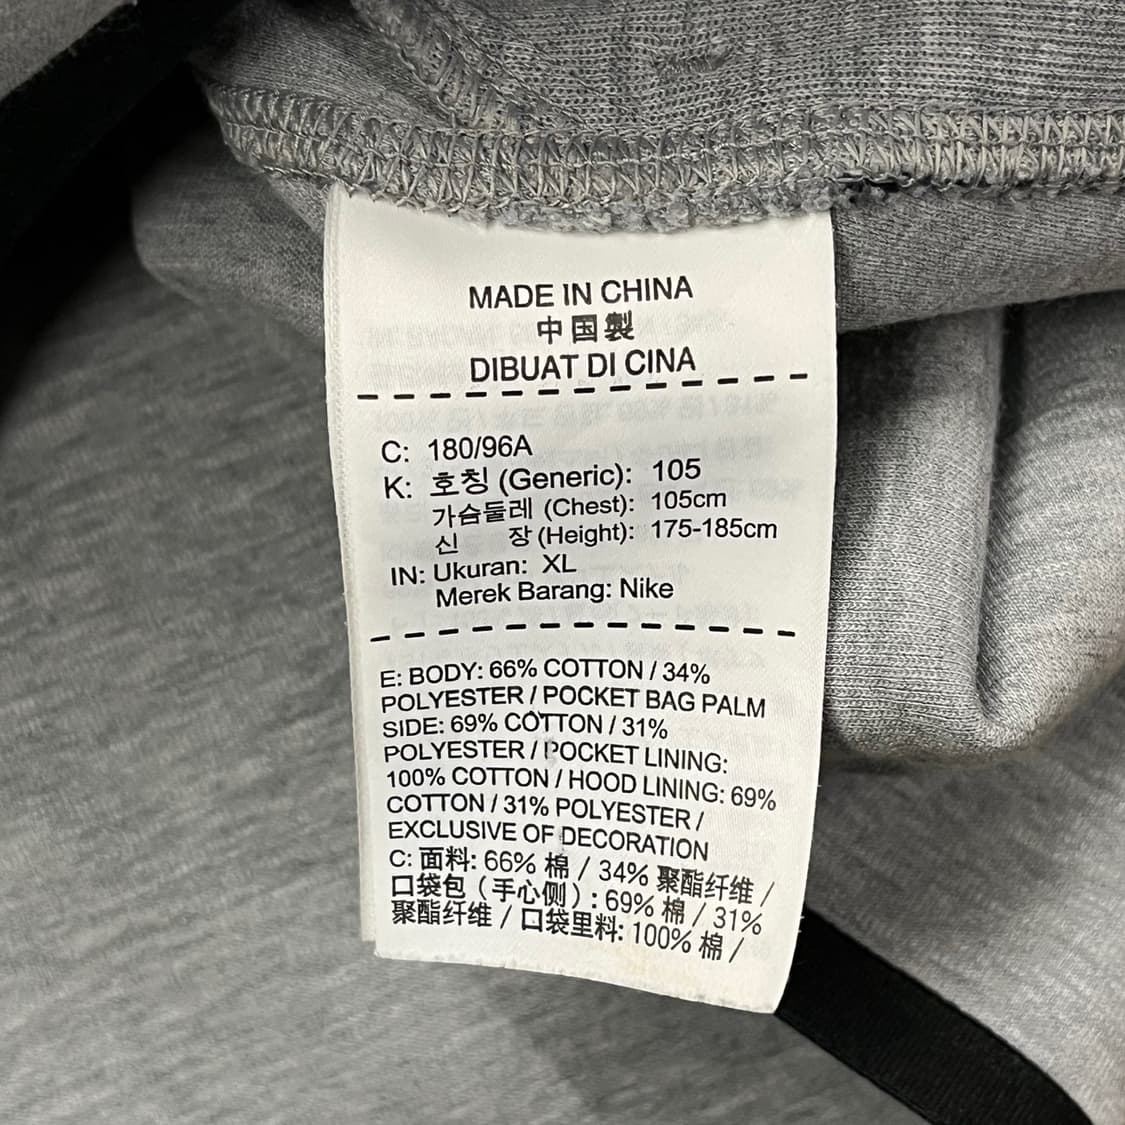 MADE IN CHINA
中国製
DIBUAT DI CINA
C: 180/96A
K: 호칭 (Generic): 105
가슴둘레 (Chest): 105cm
신 장 (Height): 175-185cm
IN: Ukuran: XL
Merek Barang: Nike
E: BODY: 66% COTTON / 34%
POLYESTER / POCKET BAG PALM
SIDE: 69% COTTON / 31%
POLYESTER / POCKET LINING:
100% COTTON / HOOD LINING: 69%
COTTON / 31% POLYESTER /
EXCLUSIVE OF DECORATION
C: 面料: 66% 棉 / 34% 聚酯纤维 /
口袋包（手心侧）: 69% 棉 / 31%
聚酯纤维 / 口袋里料: 100% 棉 /